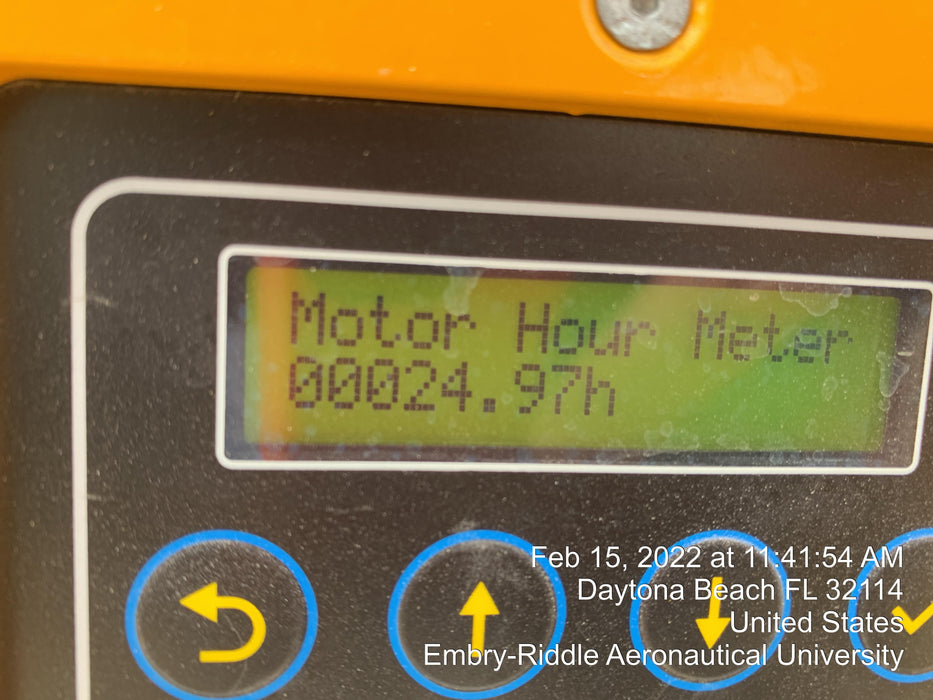 Motor Hour Meter
00024.97h
Feb 15, 2022 at 11:41:54 AM
Daytona Beach FL 32114
United States
Embry-Riddle Aeronautical University